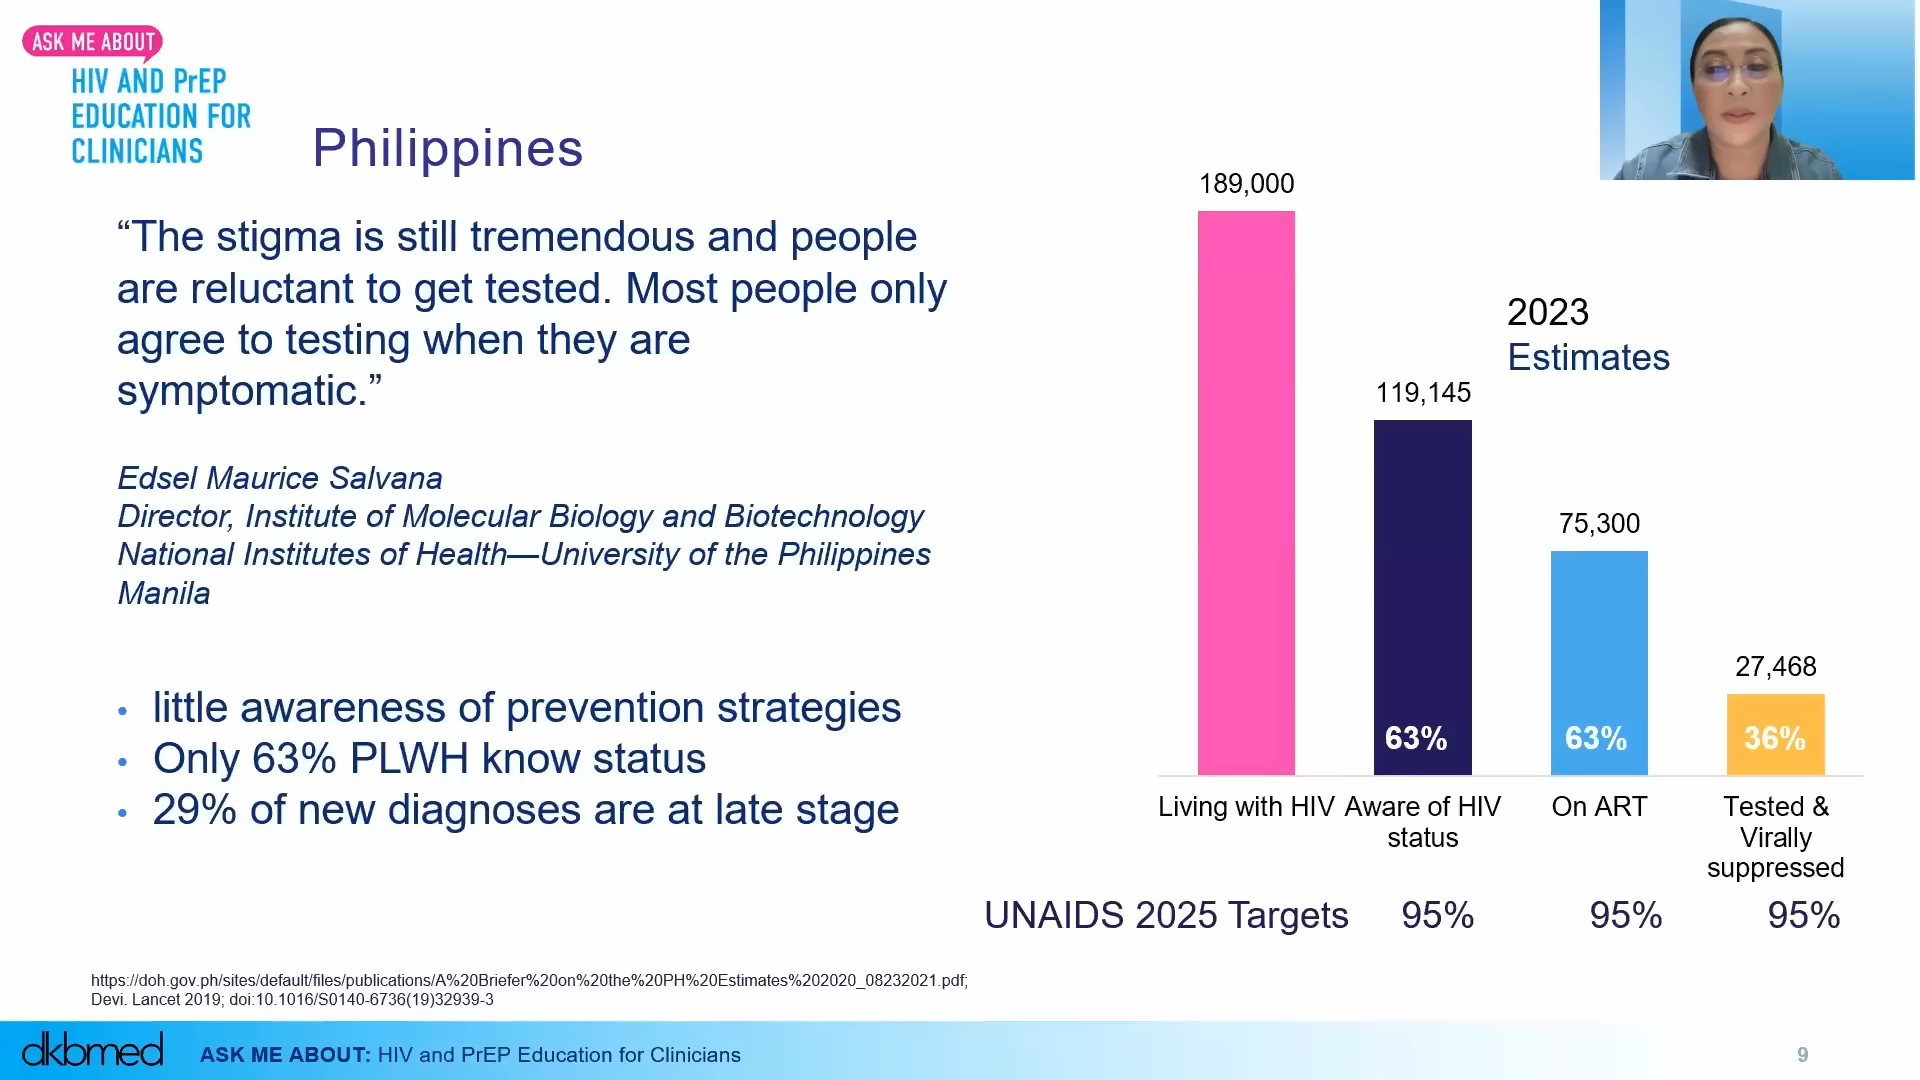 ASK ME ABOUT
HIV AND PrEP
EDUCATION FOR
CLINICIANS
Philippines
“The stigma is still tremendous and people
are reluctant to get tested. Most people only
agree to testing when they are
symptomatic.”
Edsel Maurice Salvana
Director, Institute of Molecular Biology and Biotechnology
National Institutes of Health—University of the Philippines
Manila
• little awareness of prevention strategies
• Only 63% PLWH know status
• 29% of new diagnoses are at late stage
2023
Estimates
189,000
119,145
75,300
27,468
63%
63%
36%
Living with HIV
Aware of HIV
status
On ART
Tested &
Virally
suppressed
UNAIDS 2025 Targets 95% 95% 95%
https://doh.gov.ph/sites/default/files/publications/A%20Briefer%20on%20the%20PH%20Estimates%202020_08232021.pdf;
Devi. Lancet 2019; doi:10.1016/S0140-6736(19)32939-3
dkbmed
ASK ME ABOUT: HIV and PrEP Education for Clinicians
9